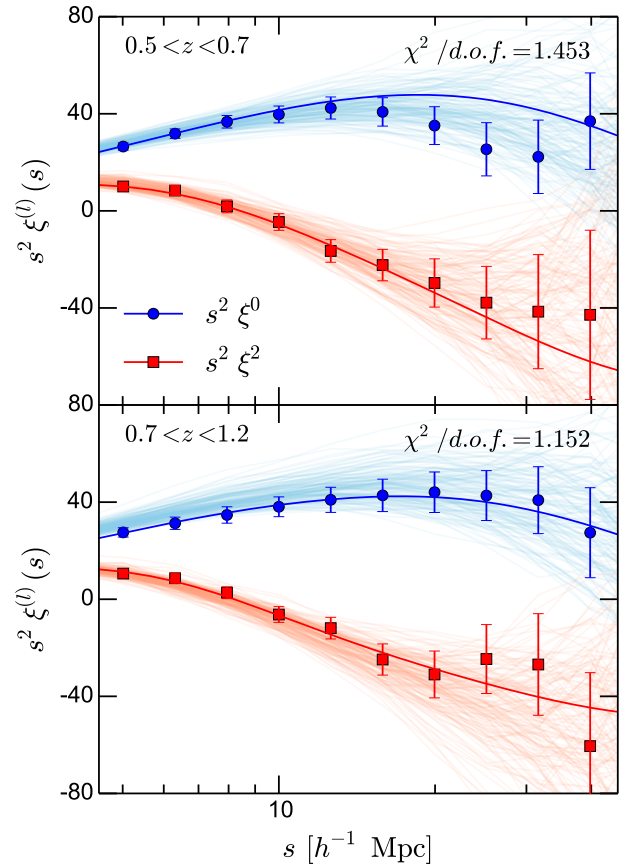 80
0.5 < z < 0.7
χ² /d.o.f. = 1.453
40
0
-40
s² ξ⁽ˡ⁾(s)
s² ξ⁰
s² ξ²
80
0.7 < z < 1.2
χ² /d.o.f. = 1.152
40
0
-40
-80
s² ξ⁽ˡ⁾(s)
10
s [h⁻¹ Mpc]